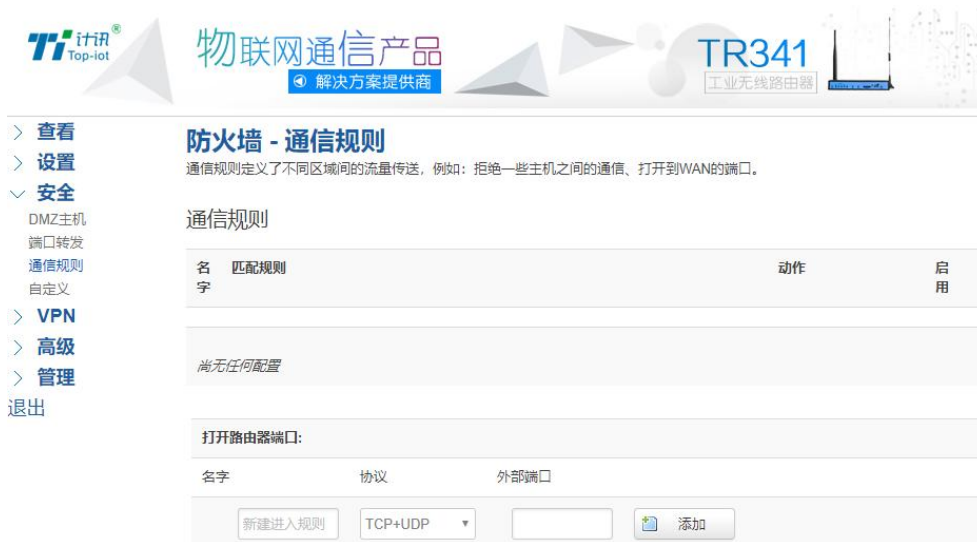 计讯®
Top-iot
物联网通信产品
解决方案提供商
TR341
工业无线路由器
查看
设置
安全
DMZ主机
端口转发
通信规则
自定义
VPN
高级
管理
退出
防火墙 - 通信规则
通信规则定义了不同区域间的流量传送，例如：拒绝一些主机之间的通信、打开到WAN的端口。
通信规则
名字 匹配规则 动作 启用
尚无任何配置
打开路由器端口:
名字 协议 外部端口
新建进入规则 TCP+UDP 添加